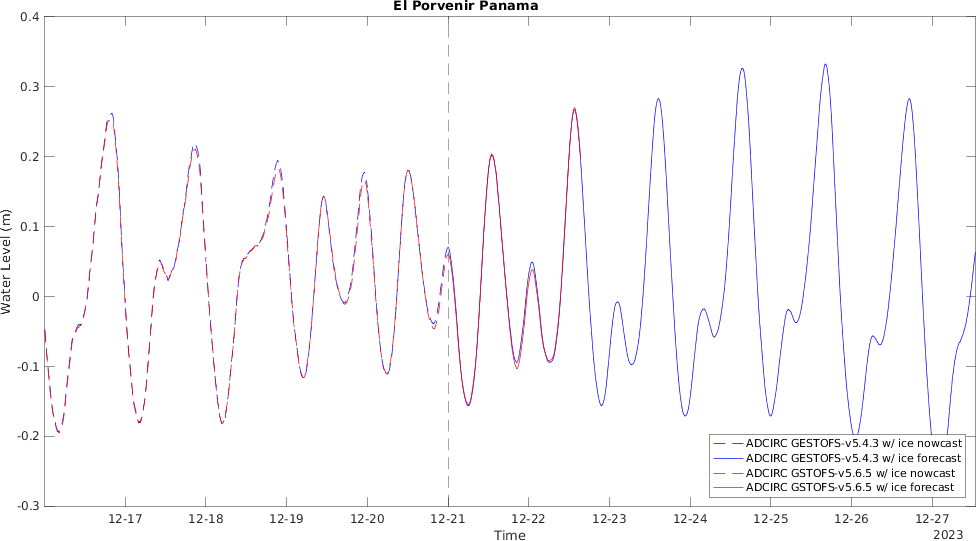 El Porvenir Panama
0.4
0.3
0.2
0.1
0
-0.1
-0.2
-0.3
Water Level (m)
12-17
12-18
12-19
12-20
12-21
12-22
12-23
12-24
12-25
12-26
12-27
Time
2023
ADCIRC GESTOFS-v5.4.3 w/ ice nowcast
ADCIRC GESTOFS-v5.4.3 w/ ice forecast
ADCIRC GSTOFS-v5.6.5 w/ ice nowcast
ADCIRC GSTOFS-v5.6.5 w/ ice forecast